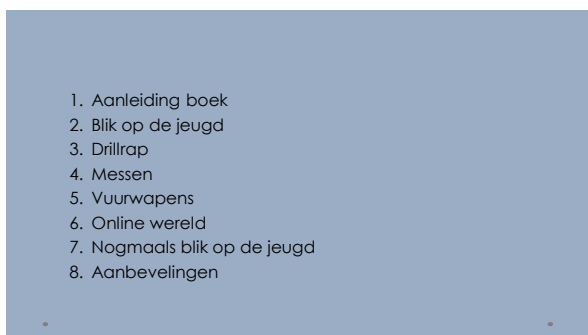 1. Aanleiding boek
2. Blik op de jeugd
3. Drillrap
4. Messen
5. Vuurwapens
6. Online wereld
7. Nogmaals blik op de jeugd
8. Aanbevelingen